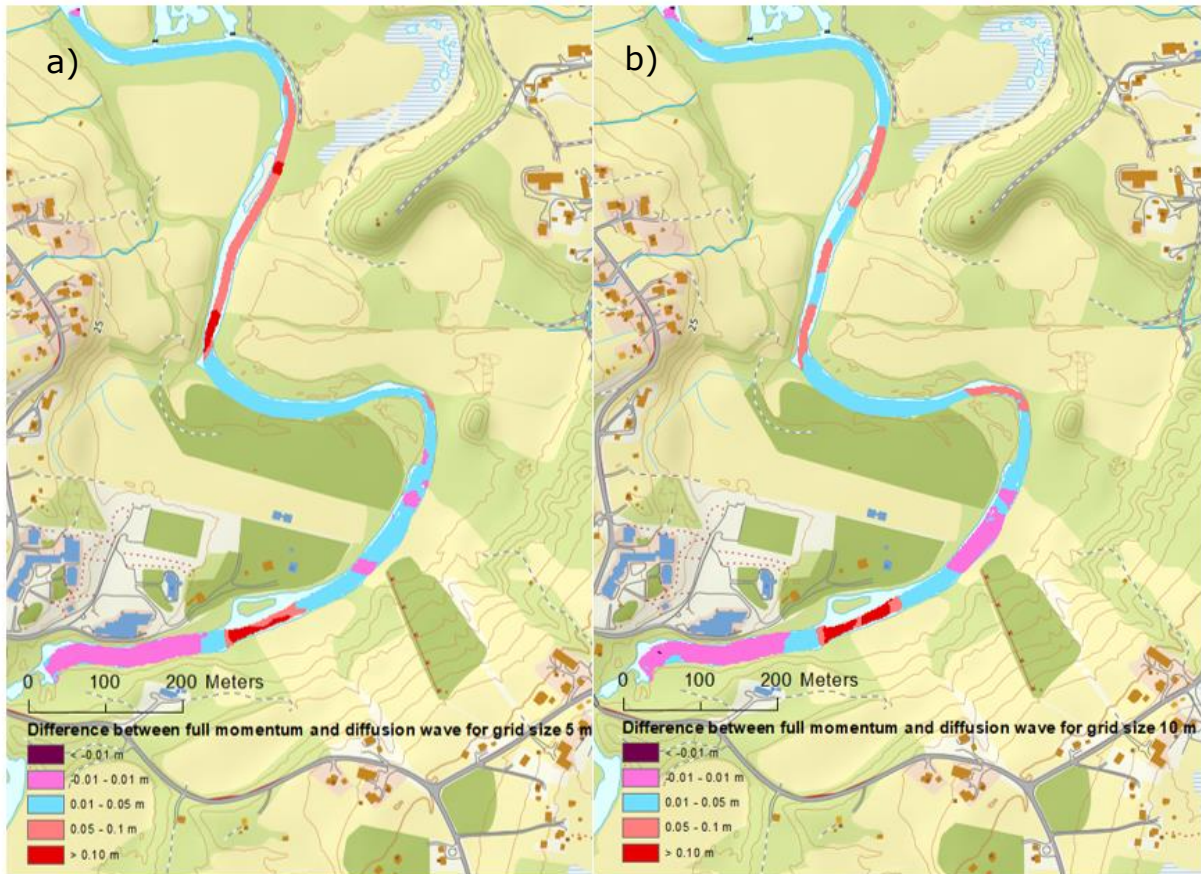 a)
25
0 100 200 Meters
Difference between full momentum and diffusion wave for grid size 5 m
< -0.01 m
-0.01 - 0.01 m
0.01 - 0.05 m
0.05 - 0.1 m
> 0.10 m
b)
25
0 100 200 Meters
Difference between full momentum and diffusion wave for grid size 10 m
< -0.01 m
-0.01 - 0.01 m
0.01 - 0.05 m
0.05 - 0.1 m
> 0.10 m